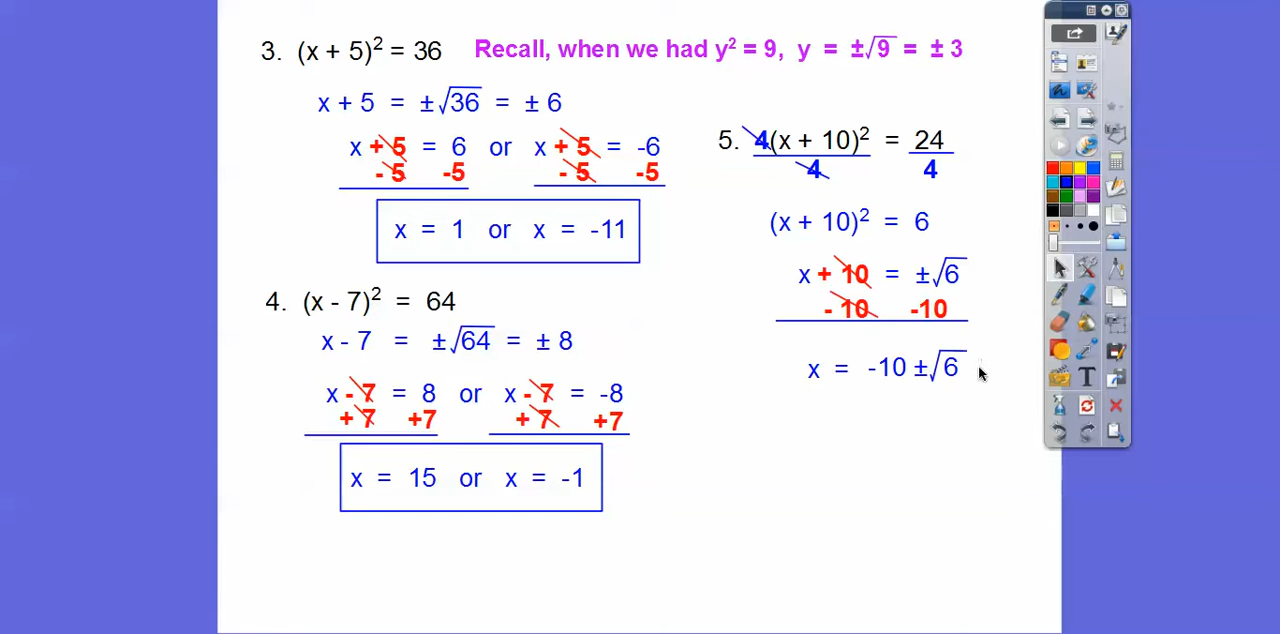 3. (x + 5)² = 36 Recall, when we had y² = 9, y = ±√9 = ± 3
x + 5 = ±√36 = ± 6
x + 5 = 6 or x + 5 = -6
- 5 -5 - 5 -5
x = 1 or x = -11
4. (x - 7)² = 64
x - 7 = ±√64 = ± 8
x - 7 = 8 or x - 7 = -8
+ 7 +7 + 7 +7
x = 15 or x = -1
5. 4(x + 10)² = 24
4 4
(x + 10)² = 6
x + 10 = ±√6
- 10 -10
x = -10 ±√6
T